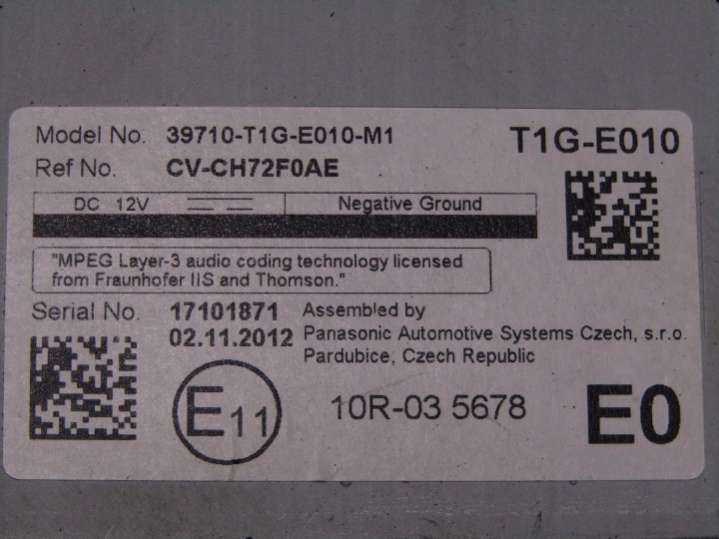 Model No. 39710-T1G-E010-M1 T1G-E010
Ref No. CV-CH72F0AE
DC 12V Negative Ground
"MPEG Layer-3 audio coding technology licensed
from Fraunhofer IIS and Thomson."
Serial No. 17101871 Assembled by
02.11.2012 Panasonic Automotive Systems Czech, s.r.o.
Pardubice, Czech Republic
E11 10R-03 5678 E0